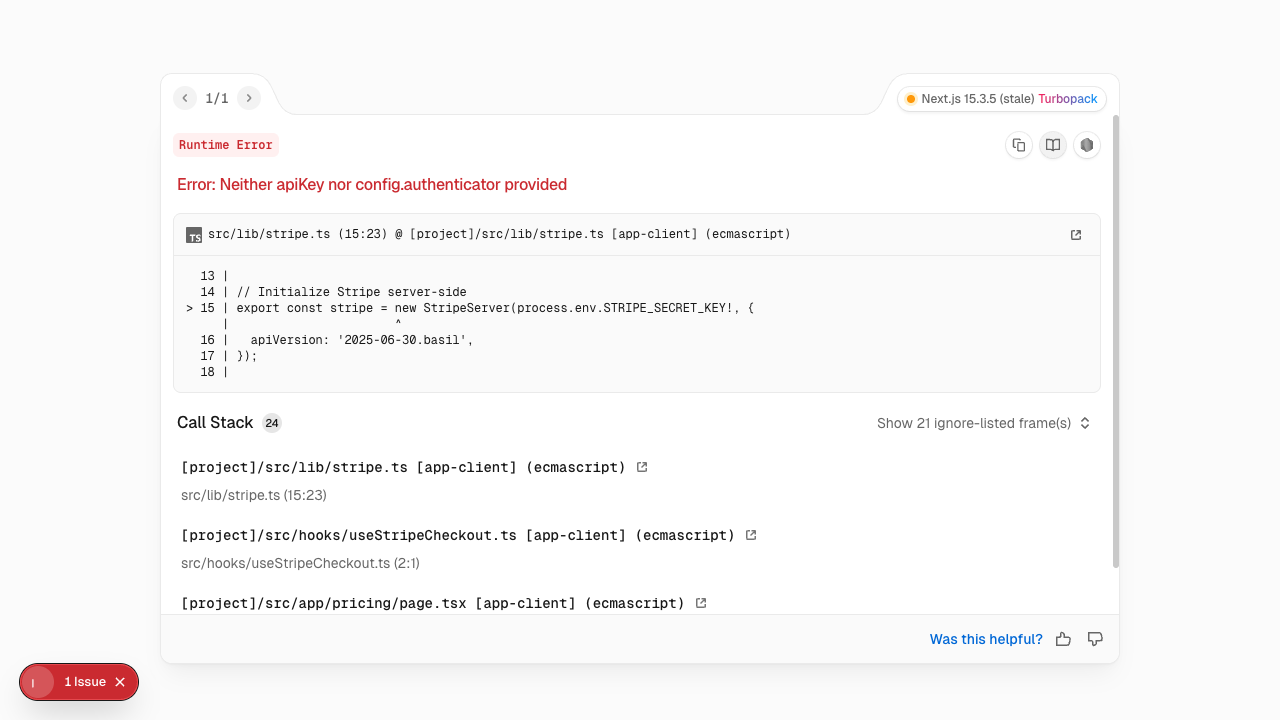 1/1
Next.js 15.3.5 (stale) Turbopack
Runtime Error
Error: Neither apiKey nor config.authenticator provided
TS src/lib/stripe.ts (15:23) @ [project]/src/lib/stripe.ts [app-client] (ecmascript)
  13 |
  14 | // Initialize Stripe server-side
> 15 | export const stripe = new StripeServer(process.env.STRIPE_SECRET_KEY!, {
     |                       ^
  16 |   apiVersion: '2025-06-30.basil',
  17 | });
  18 |
Call Stack 24
Show 21 ignore-listed frame(s)
[project]/src/lib/stripe.ts [app-client] (ecmascript)
src/lib/stripe.ts (15:23)
[project]/src/hooks/useStripeCheckout.ts [app-client] (ecmascript)
src/hooks/useStripeCheckout.ts (2:1)
[project]/src/app/pricing/page.tsx [app-client] (ecmascript)
Was this helpful?
1 Issue